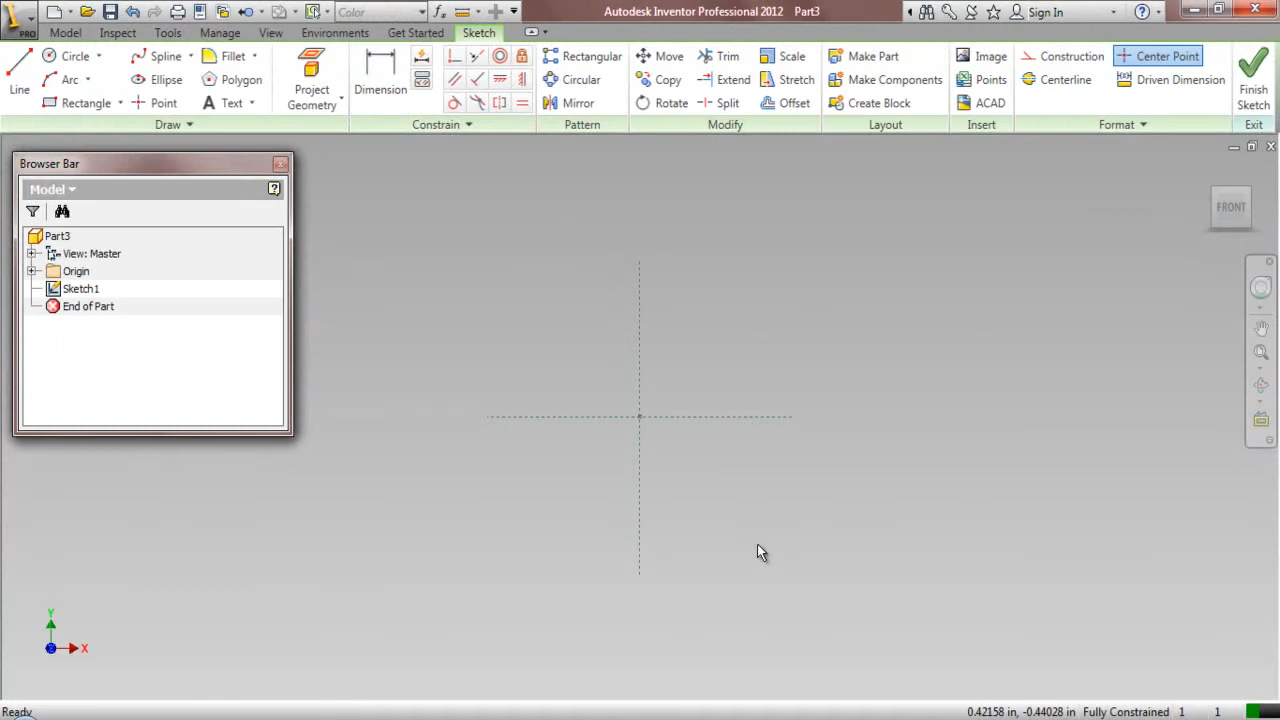 Color
Autodesk Inventor Professional 2012 Part3
Sign In
PRO
Model Inspect Tools Manage View Environments Get Started Sketch
Line
Circle
Arc
Rectangle
Spline
Ellipse
Point
Fillet
Polygon
Text
Draw
Project
Geometry
Dimension
Constrain
Rectangular
Circular
Mirror
Pattern
Move
Copy
Rotate
Trim
Extend
Split
Scale
Stretch
Offset
Modify
Make Part
Make Components
Create Block
Layout
Image
Points
ACAD
Insert
Construction
Centerline
Center Point
Driven Dimension
Format
Finish
Sketch
Exit
Browser Bar
Model
Part3
View: Master
Origin
Sketch1
End of Part
FRONT
Y
X
Ready
0.42158 in, -0.44028 in Fully Constrained 1 1